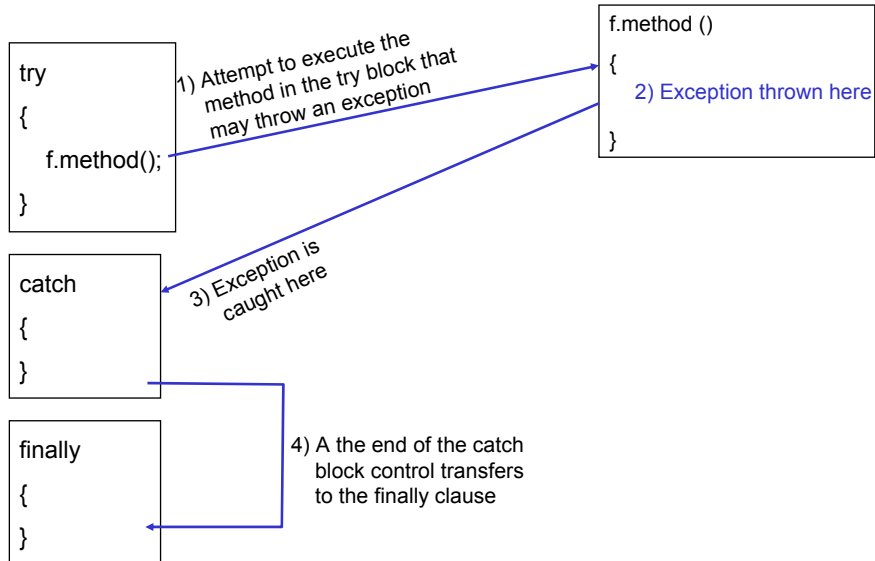 try
{
f.method();
}
1) Attempt to execute the
method in the try block that
may throw an exception
f.method ()
{
2) Exception thrown here
}
3) Exception is
caught here
catch
{
}
4) A the end of the catch
block control transfers
to the finally clause
finally
{
}